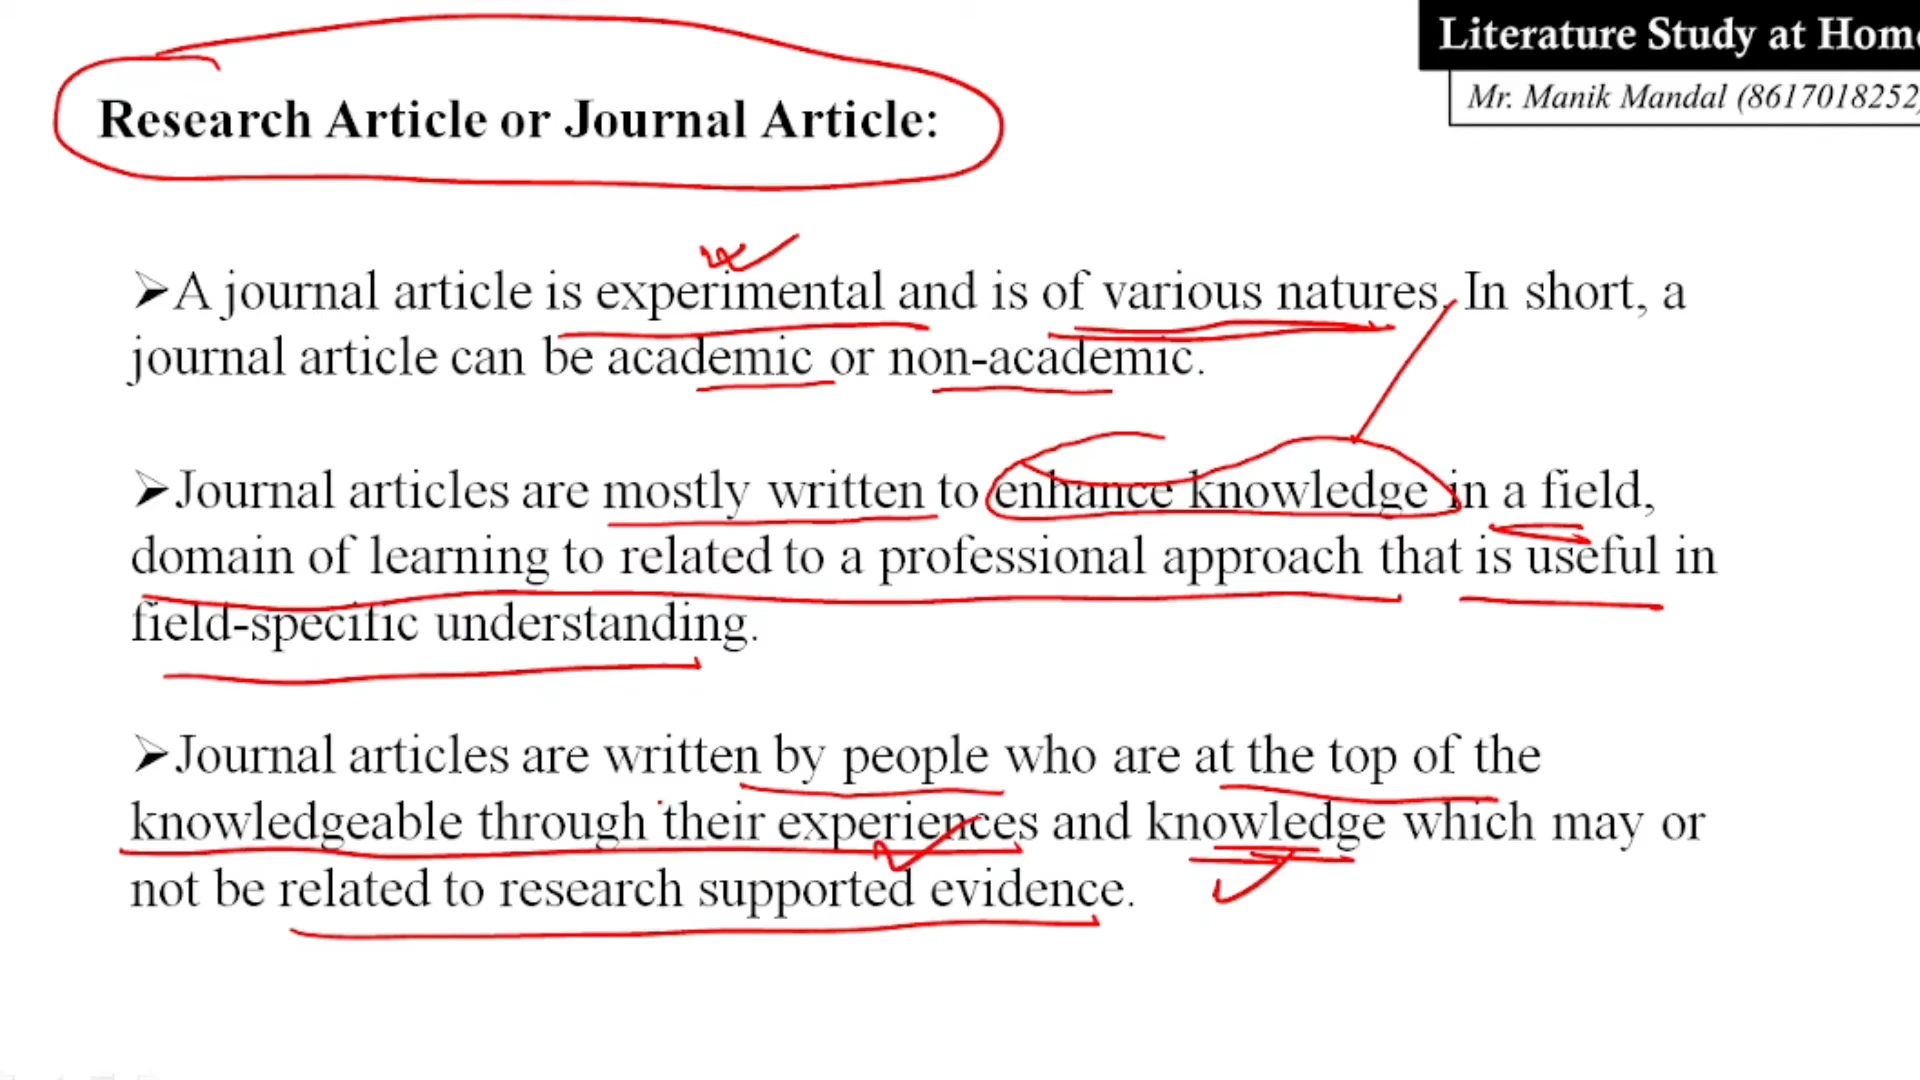 Literature Study at Hom
Mr. Manik Mandal (8617018252)
Research Article or Journal Article:
➢A journal article is experimental and is of various natures. In short, a
journal article can be academic or non-academic.
➢Journal articles are mostly written to enhance knowledge in a field,
domain of learning to related to a professional approach that is useful in
field-specific understanding.
➢Journal articles are written by people who are at the top of the
knowledgeable through their experiences and knowledge which may or
not be related to research supported evidence.